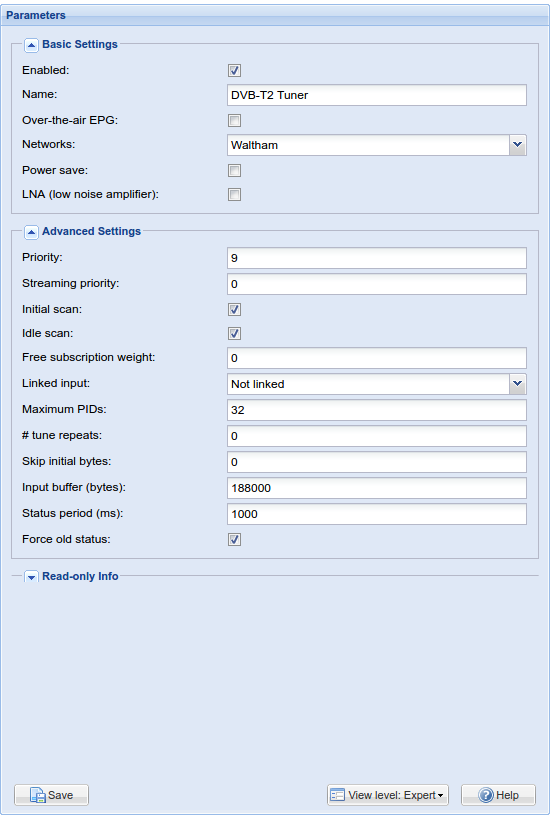 Parameters
Basic Settings
Enabled:
Name: DVB-T2 Tuner
Over-the-air EPG:
Networks: Waltham
Power save:
LNA (low noise amplifier):
Advanced Settings
Priority: 9
Streaming priority: 0
Initial scan:
Idle scan:
Free subscription weight: 0
Linked input: Not linked
Maximum PIDs: 32
# tune repeats: 0
Skip initial bytes: 0
Input buffer (bytes): 188000
Status period (ms): 1000
Force old status:
Read-only Info
Save View level: Expert Help